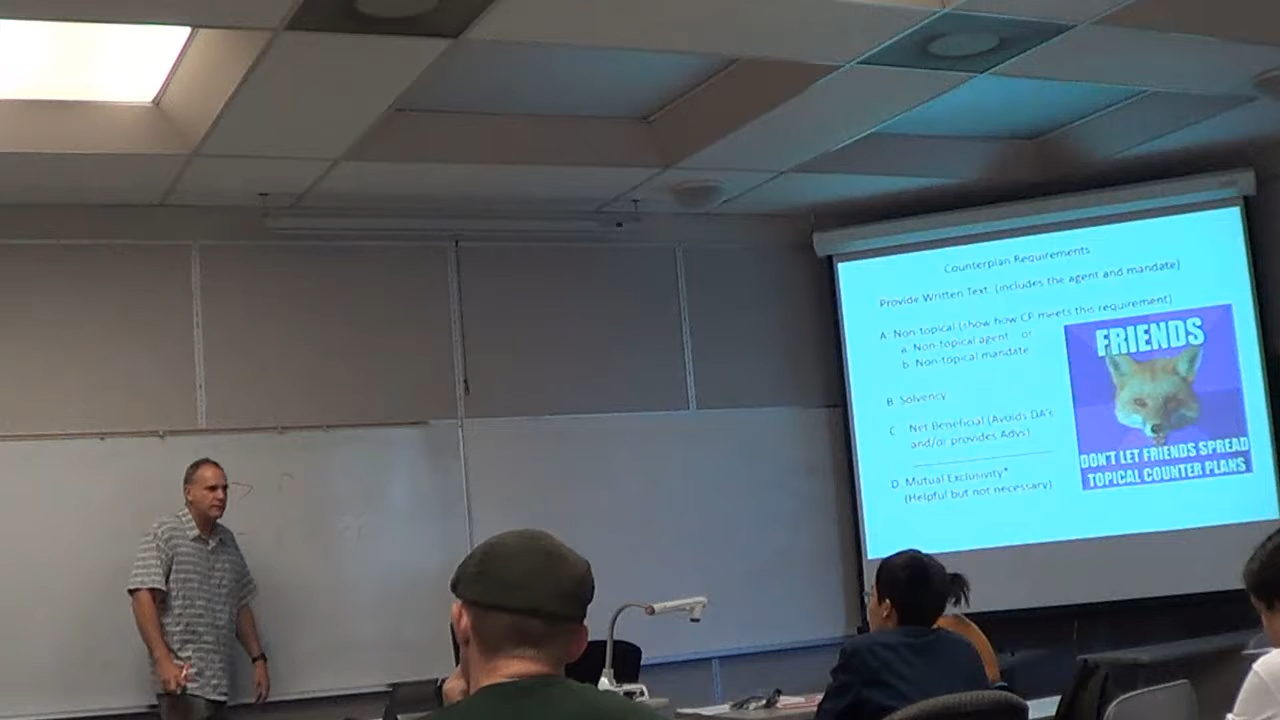 Counterplan Requirements
Provide Written Text: (includes the agent and mandate)
A. Non-topical (show how CP meets this requirement)
a. Non-topical agent or
b. Non-topical mandate
B. Solvency
C. Net Beneficial (Avoids DA's
and/or provides Advs)
D. Mutual Exclusivity*
(Helpful but not necessary)
FRIENDS
DON'T LET FRIENDS SPREAD
TOPICAL COUNTER PLANS